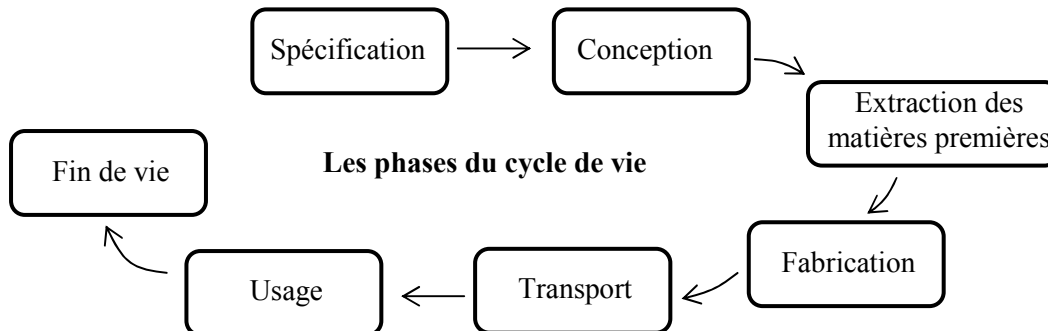 Spécification
Conception
Extraction des
matières premières
Les phases du cycle de vie
Fin de vie
Fabrication
Transport
Usage